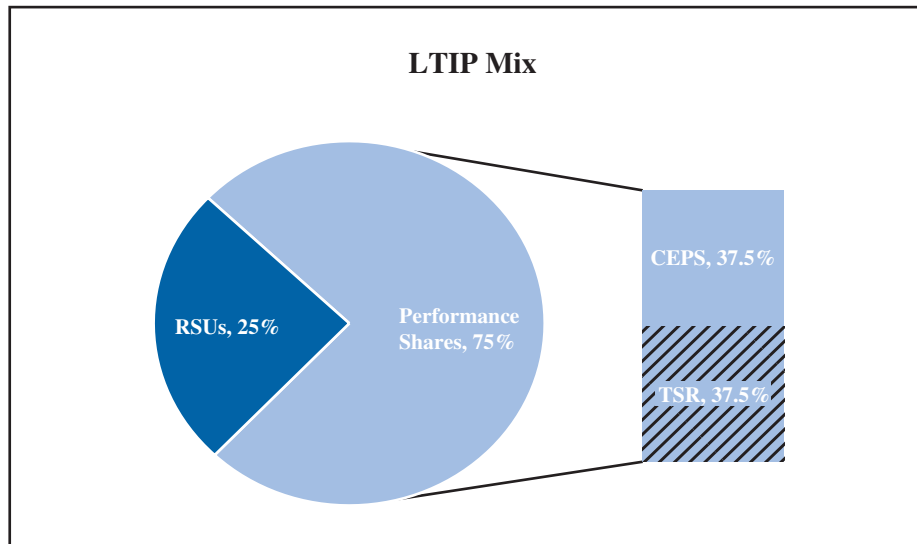 LTIP Mix
RSUs, 25%
Performance
Shares, 75%
CEPS, 37.5%
TSR, 37.5%